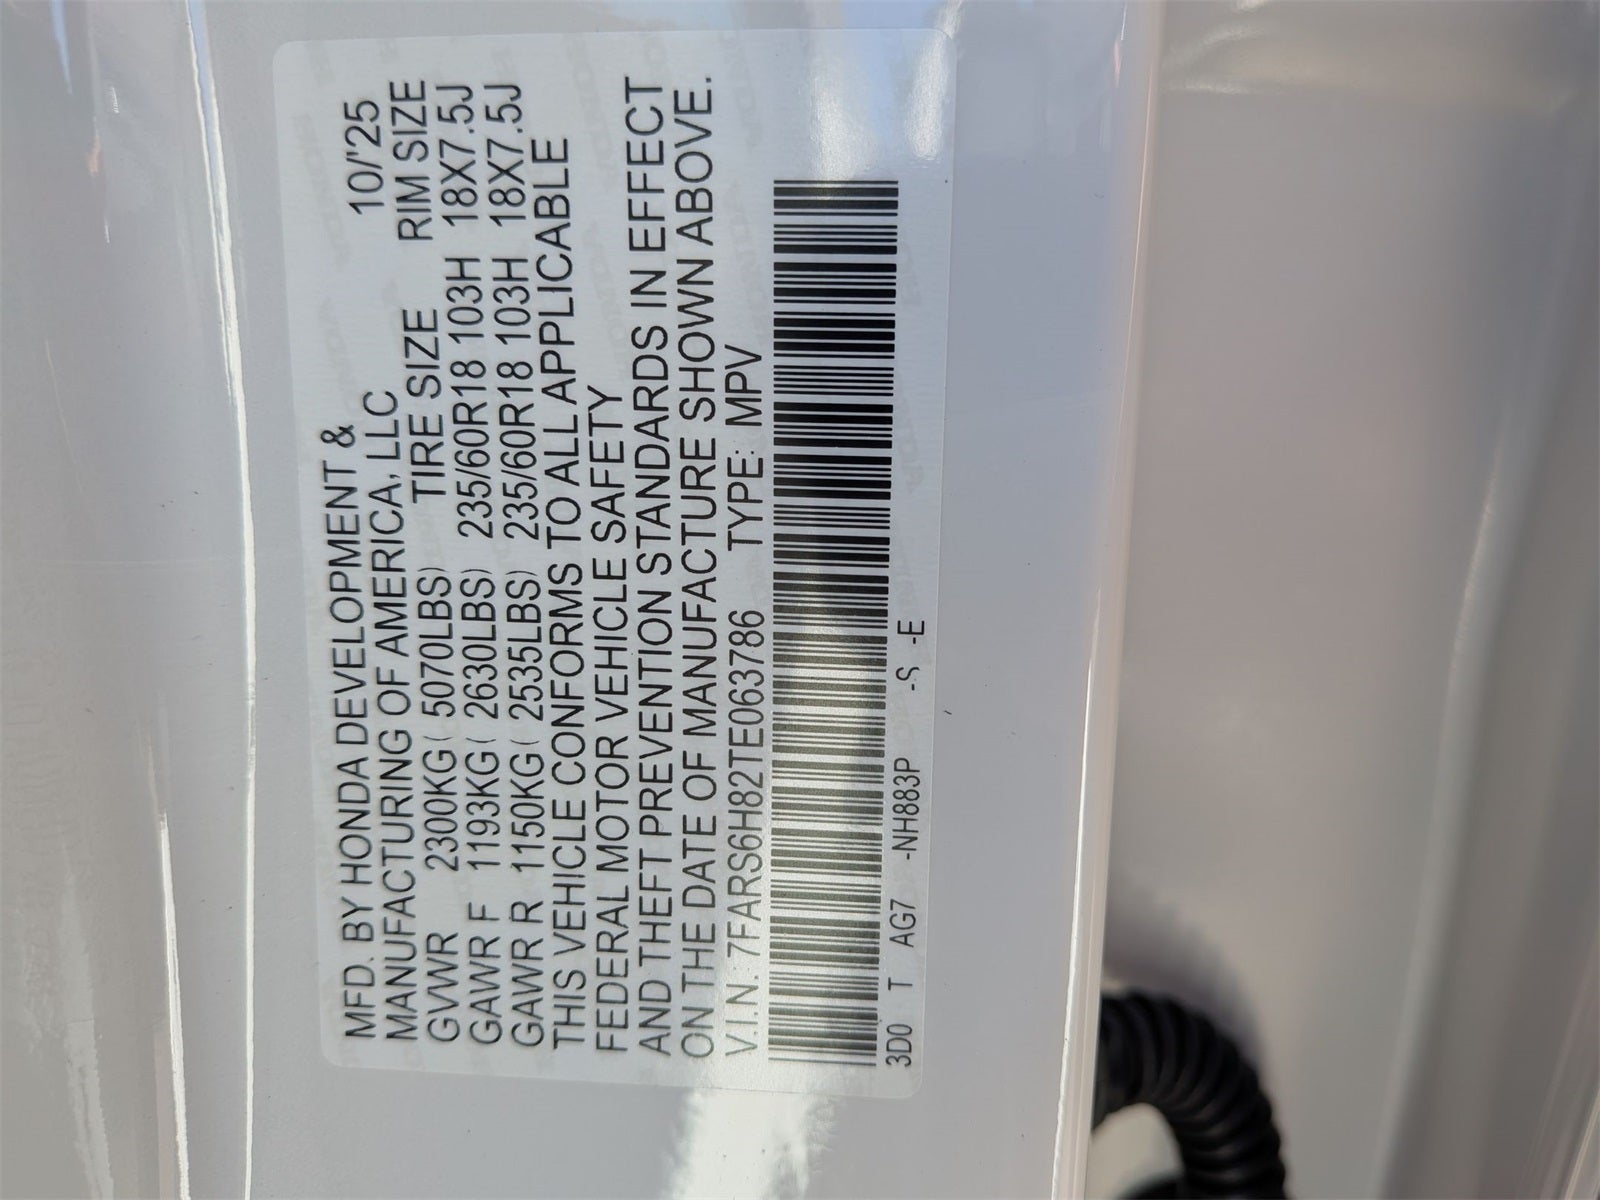 MFD. BY HONDA DEVELOPMENT &
MANUFACTURING OF AMERICA, LLC 10/'25
TIRE SIZE RIM SIZE
GVWR 2300KG( 5070LBS)
GAWR F 1193KG( 2630LBS) 235/60R18 103H 18X7.5J
GAWR R 1150KG( 2535LBS) 235/60R18 103H 18X7.5J
THIS VEHICLE CONFORMS TO ALL APPLICABLE
FEDERAL MOTOR VEHICLE SAFETY
AND THEFT PREVENTION STANDARDS IN EFFECT
ON THE DATE OF MANUFACTURE SHOWN ABOVE.
V.I.N. 7FARS6H82TE063786 TYPE: MPV
3D0 T AG7 -NH883P -S -E